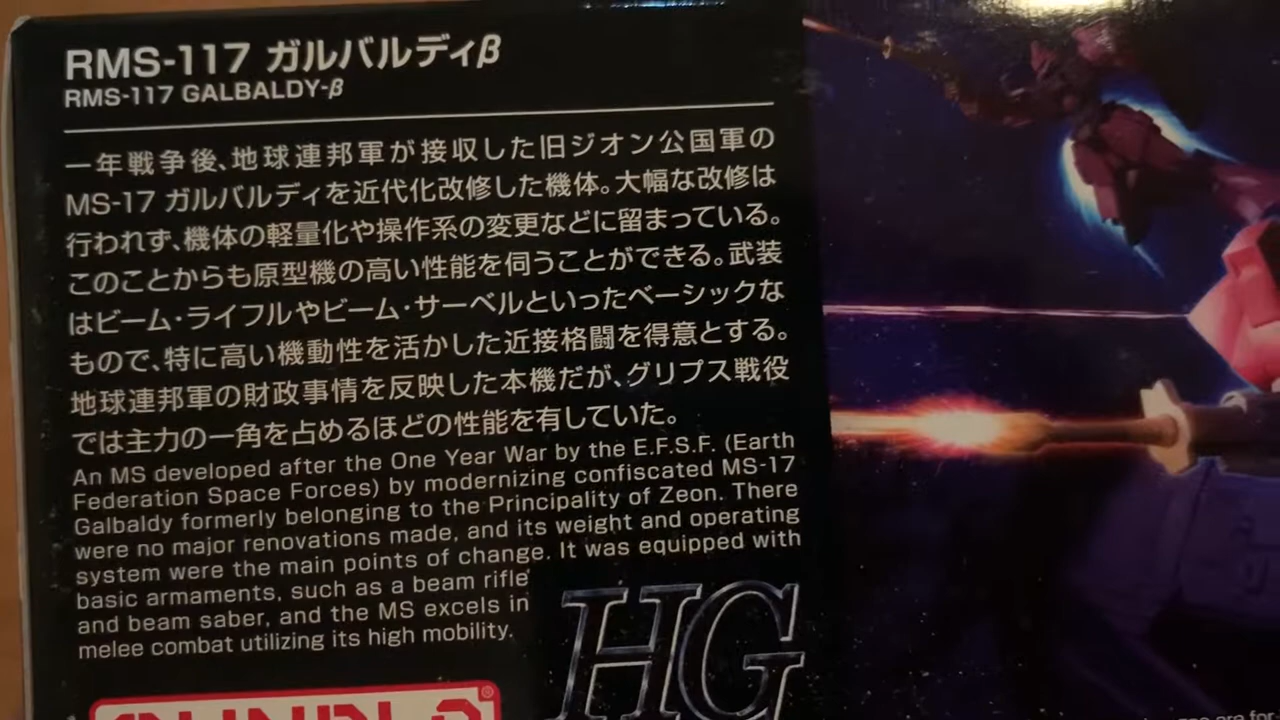 RMS-117 ガルバルディβ
RMS-117 GALBALDY-β
一年戦争後、地球連邦軍が接収した旧ジオン公国軍の
MS-17 ガルバルディを近代化改修した機体。大幅な改修は
行われず、機体の軽量化や操作系の変更などに留まっている。
このことからも原型機の高い性能を伺うことができる。武装
はビーム・ライフルやビーム・サーベルといったベーシックな
もので、特に高い機動性を活かした近接格闘を得意とする。
地球連邦軍の財政事情を反映した本機だが、グリプス戦役
では主力の一角を占めるほどの性能を有していた。
An MS developed after the One Year War by the E.F.S.F. (Earth
Federation Space Forces) by modernizing confiscated MS-17
Galbaldy formerly belonging to the Principality of Zeon. There
were no major renovations made, and its weight and operating
system were the main points of change. It was equipped with
basic armaments, such as a beam rifle
and beam saber, and the MS excels in
melee combat utilizing its high mobility.
HG